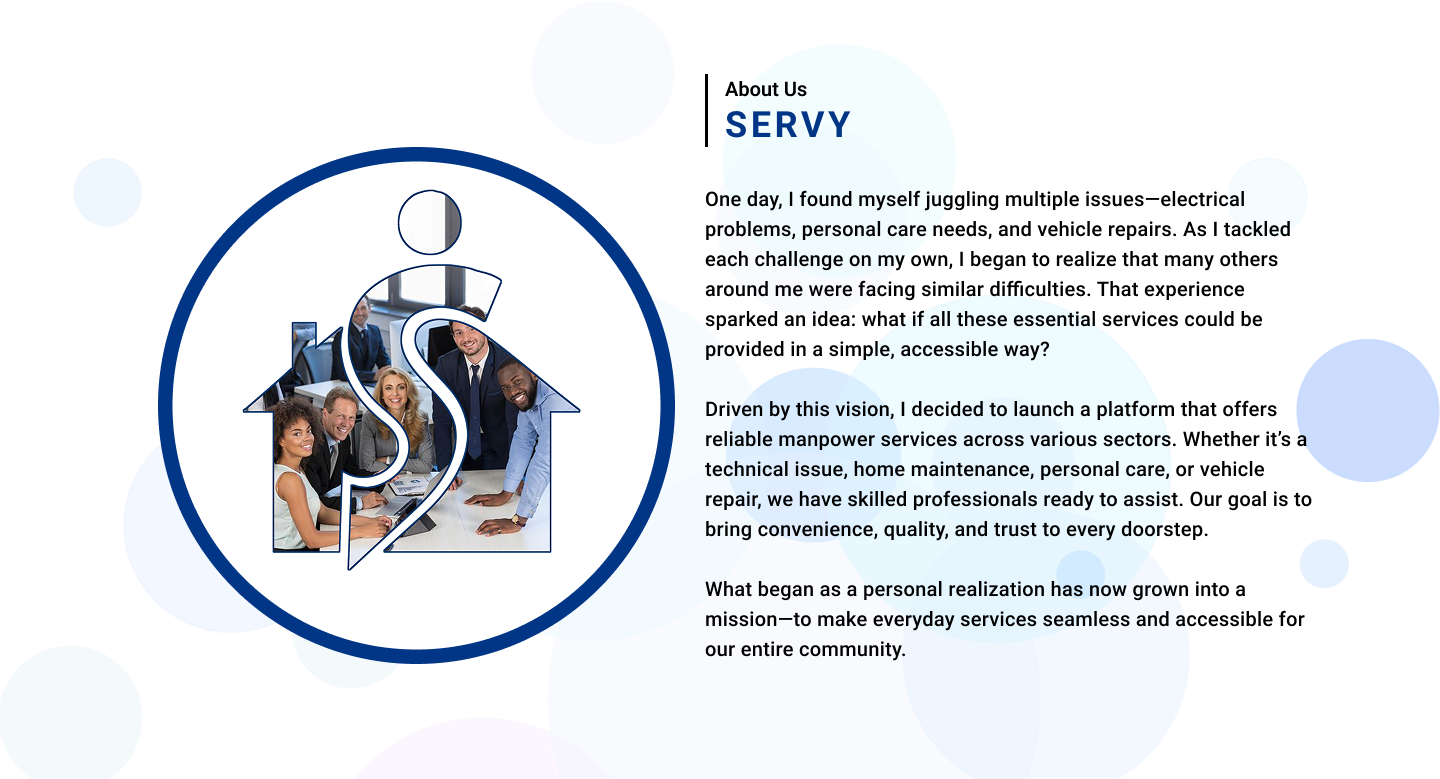 About Us
SERVY
One day, I found myself juggling multiple issues—electrical
problems, personal care needs, and vehicle repairs. As I tackled
each challenge on my own, I began to realize that many others
around me were facing similar difficulties. That experience
sparked an idea: what if all these essential services could be
provided in a simple, accessible way?
Driven by this vision, I decided to launch a platform that offers
reliable manpower services across various sectors. Whether it’s a
technical issue, home maintenance, personal care, or vehicle
repair, we have skilled professionals ready to assist. Our goal is to
bring convenience, quality, and trust to every doorstep.
What began as a personal realization has now grown into a
mission—to make everyday services seamless and accessible for
our entire community.